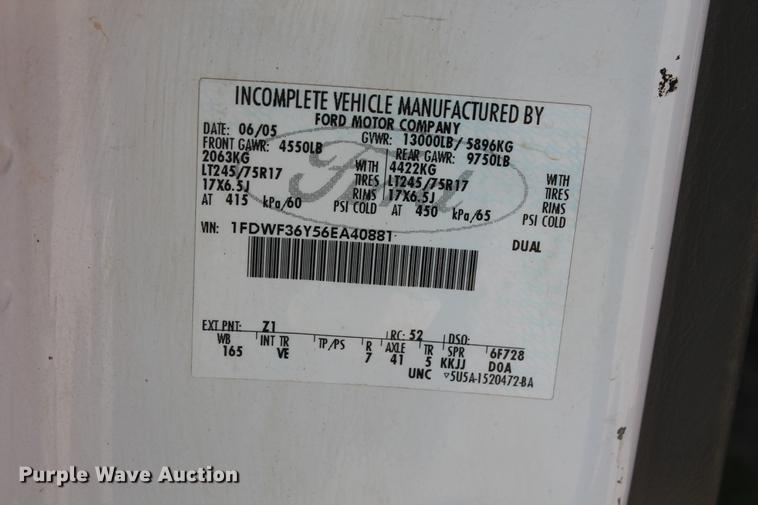 INCOMPLETE VEHICLE MANUFACTURED BY
FORD MOTOR COMPANY
DATE: 06/05 GVWR: 13000LB/ 5896KG
FRONT GAWR: 4550LB REAR GAWR: 9750LB
2063KG WITH 4422KG WITH
LT245/75R17 TIRES LT245/75R17 TIRES
17X6.5J RIMS 17X6.5J RIMS
AT 415 kPa/60 PSI COLD AT 450 kPa/65 PSI COLD
VIN: 1FDWF36Y56EA40881 DUAL
Ford
EXT PNT: Z1 RC: 52 DSO:
WB INT TR TP/PS R AXLE TR SPR 6F728
165 VE 7 41 5 KKJJ DOA
UNC ▽5U5A-1520472-BA
Purple Wave Auction